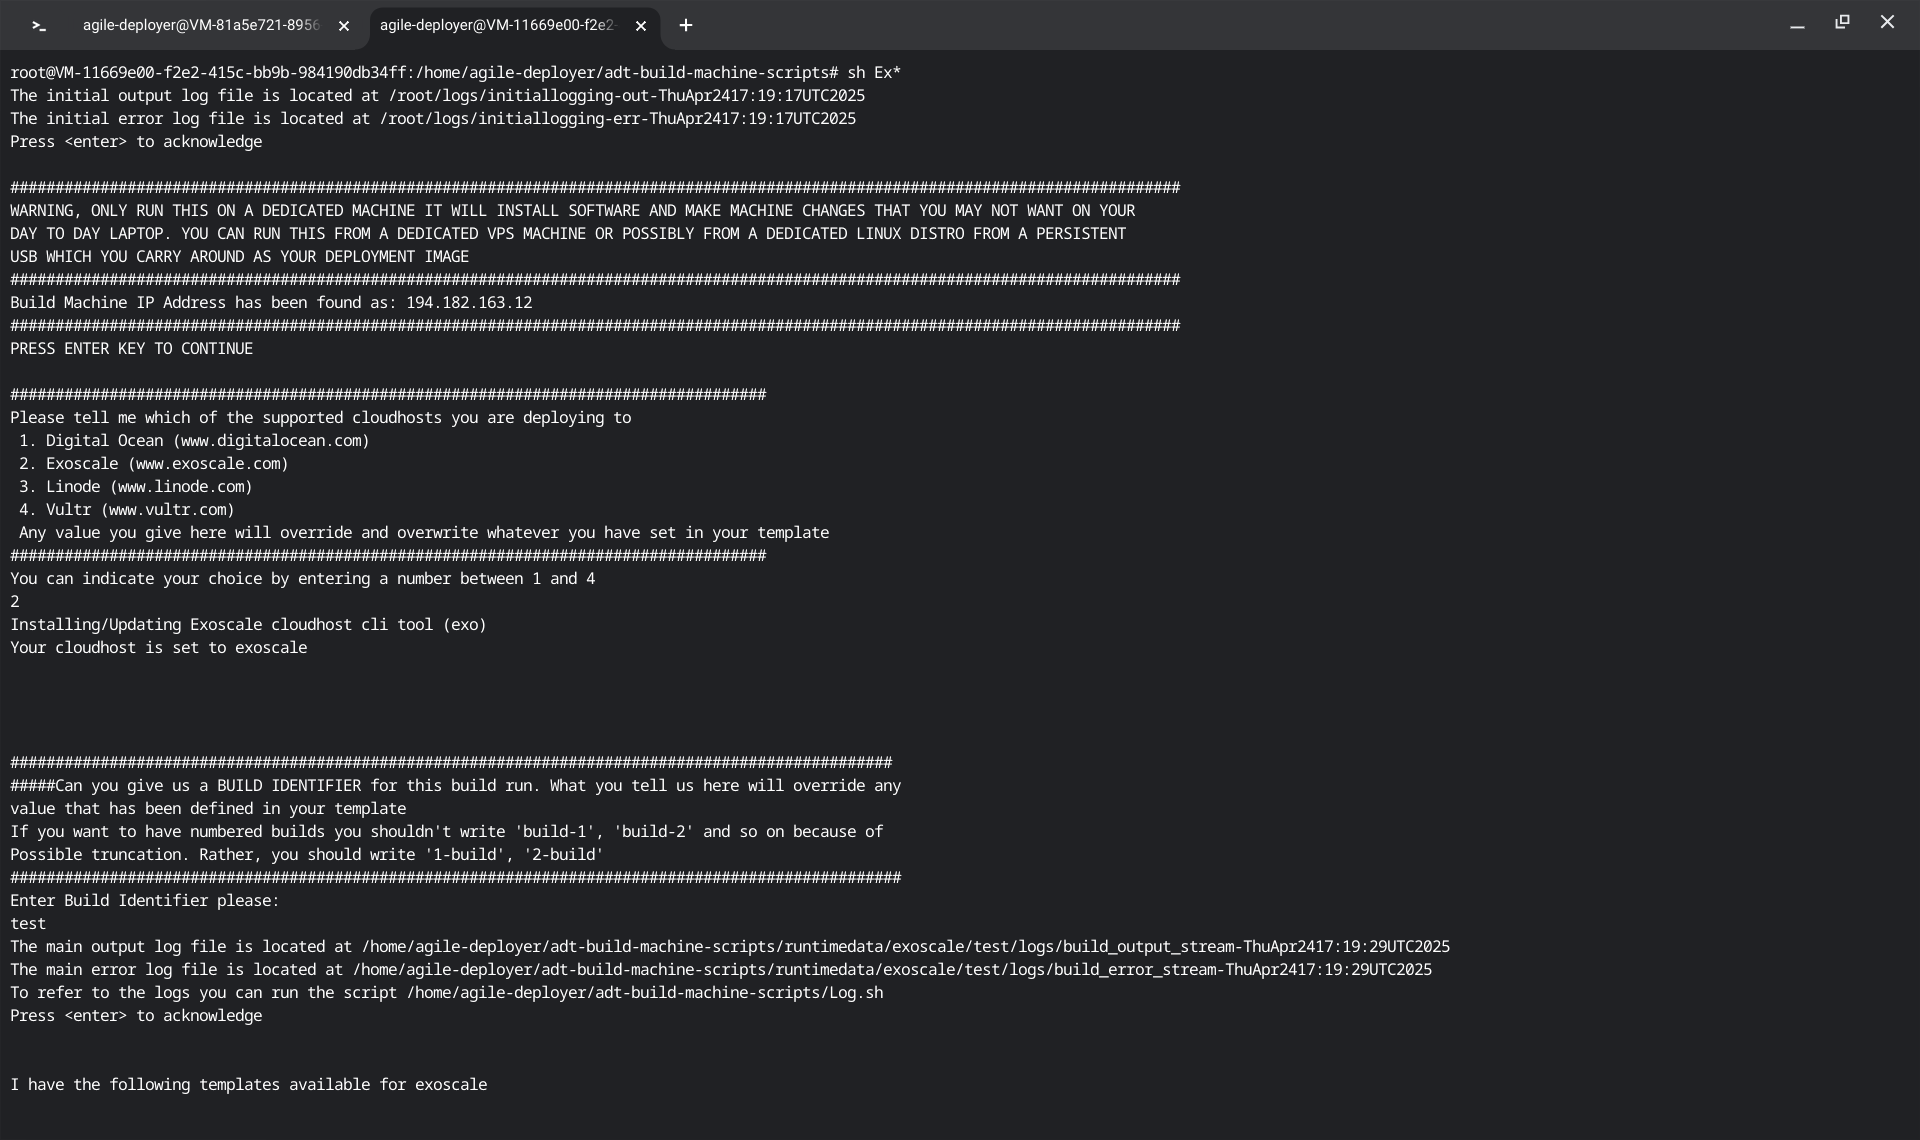 agile-deployer@VM-81a5e721-8956
agile-deployer@VM-11669e00-f2e2-
root@VM-11669e00-f2e2-415c-bb9b-984190db34ff:/home/agile-deployer/adt-build-machine-scripts# sh Ex*
The initial output log file is located at /root/logs/initiallogging-out-ThuApr2417:19:17UTC2025
The initial error log file is located at /root/logs/initiallogging-err-ThuApr2417:19:17UTC2025
Press <enter> to acknowledge
##################################################################################################################################
WARNING, ONLY RUN THIS ON A DEDICATED MACHINE IT WILL INSTALL SOFTWARE AND MAKE MACHINE CHANGES THAT YOU MAY NOT WANT ON YOUR
DAY TO DAY LAPTOP. YOU CAN RUN THIS FROM A DEDICATED VPS MACHINE OR POSSIBLY FROM A DEDICATED LINUX DISTRO FROM A PERSISTENT
USB WHICH YOU CARRY AROUND AS YOUR DEPLOYMENT IMAGE
##################################################################################################################################
Build Machine IP Address has been found as: 194.182.163.12
##################################################################################################################################
PRESS ENTER KEY TO CONTINUE
####################################################################################
Please tell me which of the supported cloudhosts you are deploying to
1. Digital Ocean (www.digitalocean.com)
2. Exoscale (www.exoscale.com)
3. Linode (www.linode.com)
4. Vultr (www.vultr.com)
Any value you give here will override and overwrite whatever you have set in your template
####################################################################################
You can indicate your choice by entering a number between 1 and 4
2
Installing/Updating Exoscale cloudhost cli tool (exo)
Your cloudhost is set to exoscale
##################################################################################################
#####Can you give us a BUILD IDENTIFIER for this build run. What you tell us here will override any
value that has been defined in your template
If you want to have numbered builds you shouldn't write 'build-1', 'build-2' and so on because of
Possible truncation. Rather, you should write '1-build', '2-build'
###################################################################################################
Enter Build Identifier please:
test
The main output log file is located at /home/agile-deployer/adt-build-machine-scripts/runtimedata/exoscale/test/logs/build_output_stream-ThuApr2417:19:29UTC2025
The main error log file is located at /home/agile-deployer/adt-build-machine-scripts/runtimedata/exoscale/test/logs/build_error_stream-ThuApr2417:19:29UTC2025
To refer to the logs you can run the script /home/agile-deployer/adt-build-machine-scripts/Log.sh
Press <enter> to acknowledge
I have the following templates available for exoscale